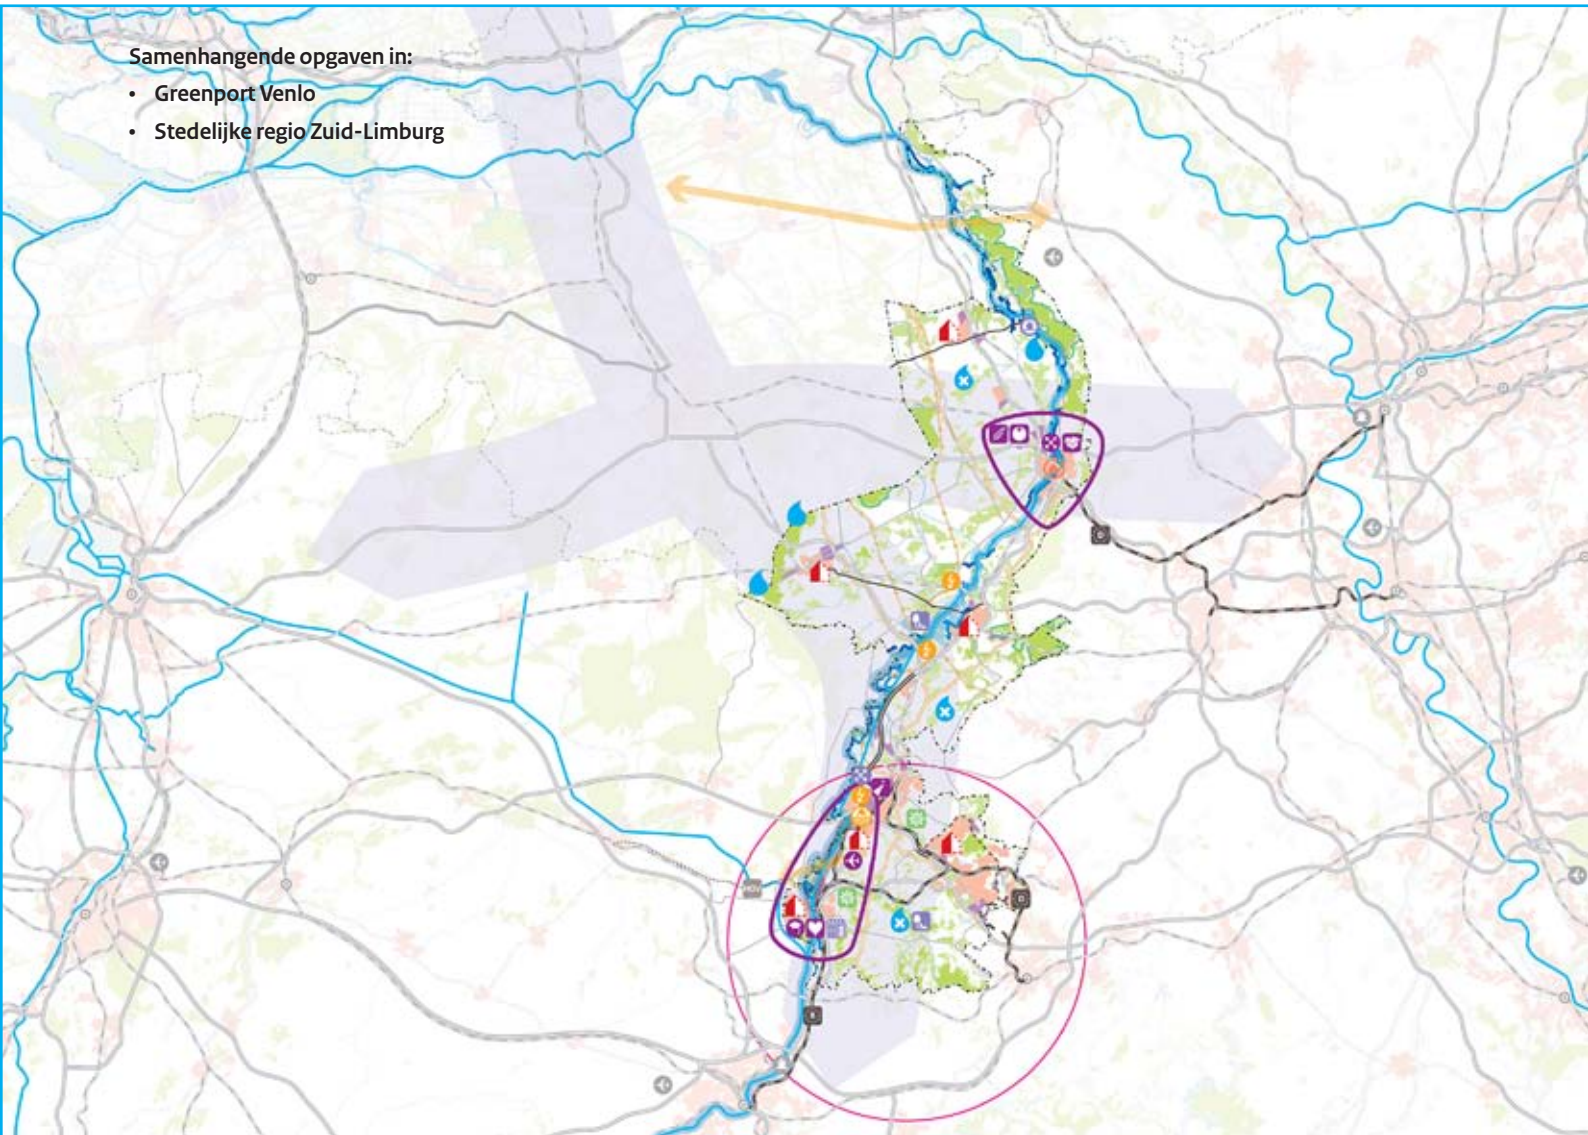 Samenhangende opgaven in:
• Greenport Venlo
• Stedelijke regio Zuid-Limburg